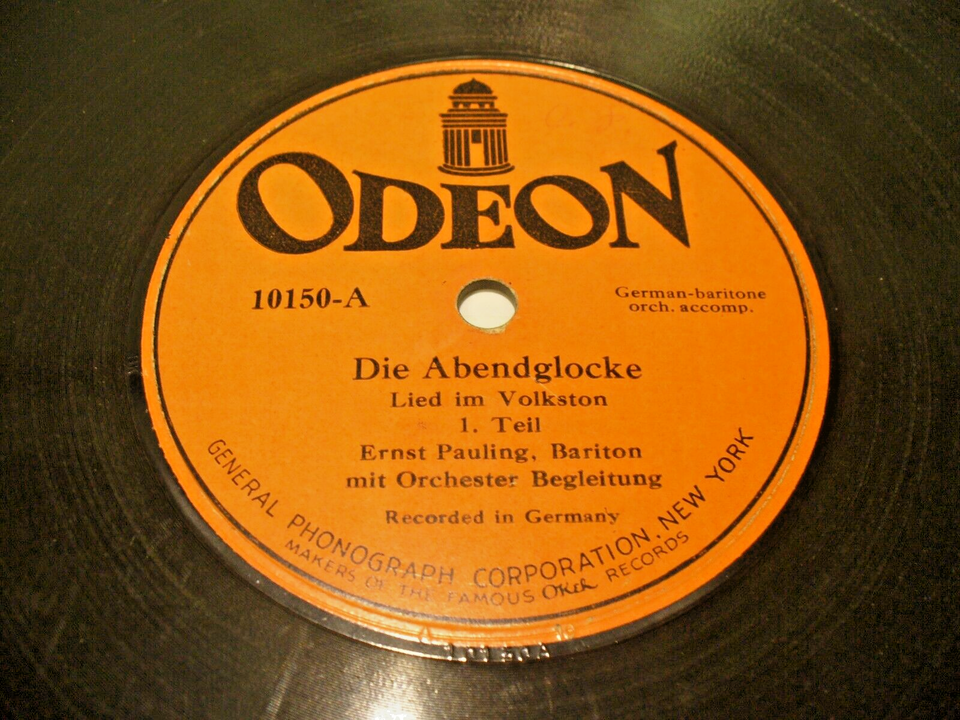 ODEON
10150-A
German-baritone
orch. accomp.
Die Abendglocke
Lied im Volkston
1. Teil
Ernst Pauling, Bariton
mit Orchester Begleitung
Recorded in Germany
GENERAL PHONOGRAPH CORPORATION. NEW YORK
MAKERS OF THE FAMOUS OKeh RECORDS